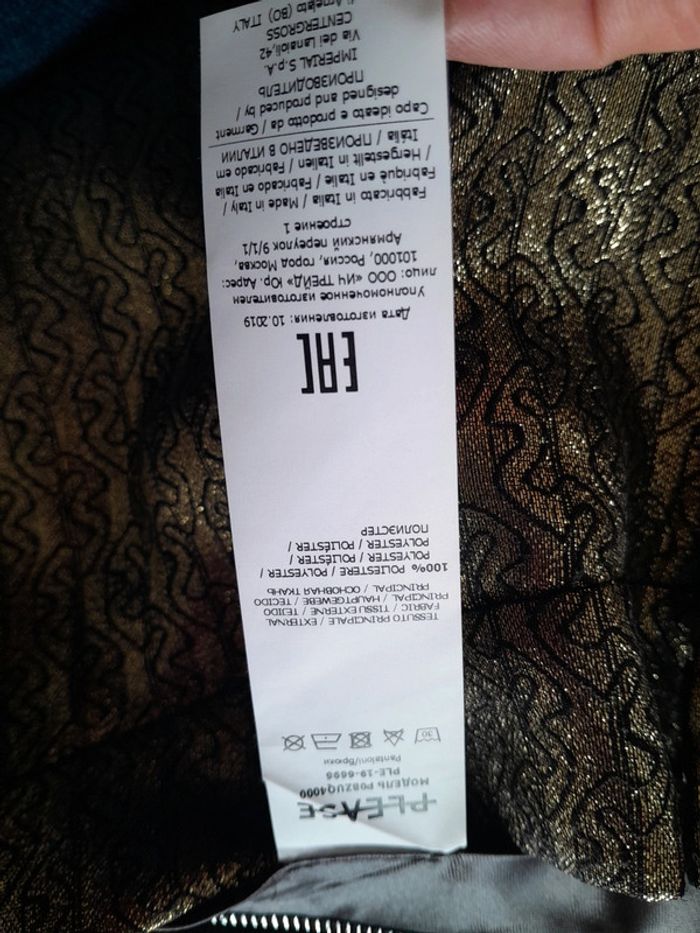 PLEASE
МОДЕЛЬ P0BZUQ4000
PLE-19-6696
Pantaloni/Брюки
30
TESSUTO PRINCIPALE / EXTERNAL
FABRIC / TISSU EXTERNE / TEJIDO
PRINCIPAL / HAUPTGEWEBE / TECIDO
PRINCIPAL / ОСНОВНАЯ ТКАНЬ
100% POLIESTERE / POLYESTER /
POLYESTER / POLIÉSTER /
POLYESTER / POLIÉSTER /
ПОЛИЭСТЕР
EAC
Дата изготовления: 10.2019
Уполномоченное изготовителем
лицо: ООО «ИЧ ТРЕЙД» Юр. Адрес:
101000, Россия, город Москва,
Армянский переулок 9/1/1
строение 1
Fabbricato in Italia / Made in Italy /
Fabriqué en Italie / Fabricado en Italia
/ Hergestellt in Italien / Fabricado em
Itália / ПРОИЗВЕДЕНО В ИТАЛИИ
Capo ideato e prodotto da / Garment
designed and produced by /
ПРОИЗВОДИТЕЛЬ
IMPERIAL S.p.A.
Via dei Lanaioli,42
CENTERGROSS
di Argelato (BO) ITALY